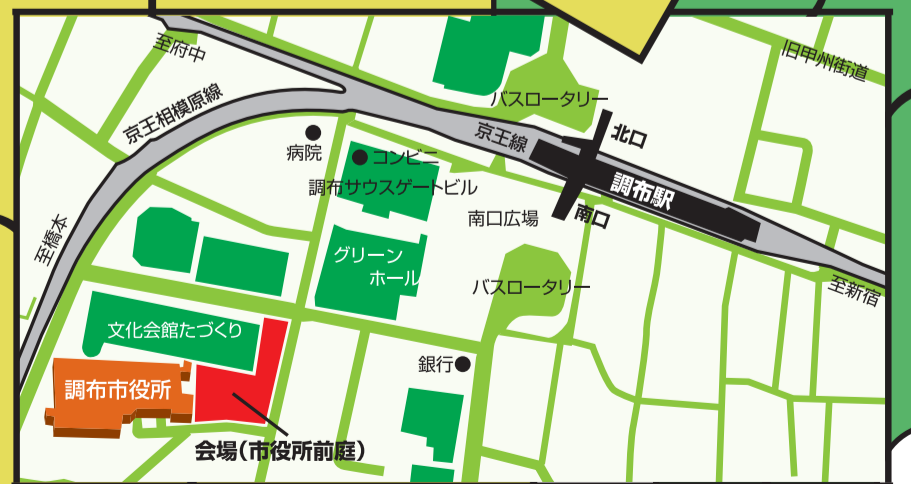 至府中
旧甲州街道
バスロータリー
京王相模原線
京王線
北口
病院
コンビニ
調布サウスゲートビル
調布駅
南口広場
南口
至橋本
グリーン
ホール
バスロータリー
至新宿
文化会館たづくり
銀行
調布市役所
会場(市役所前庭)